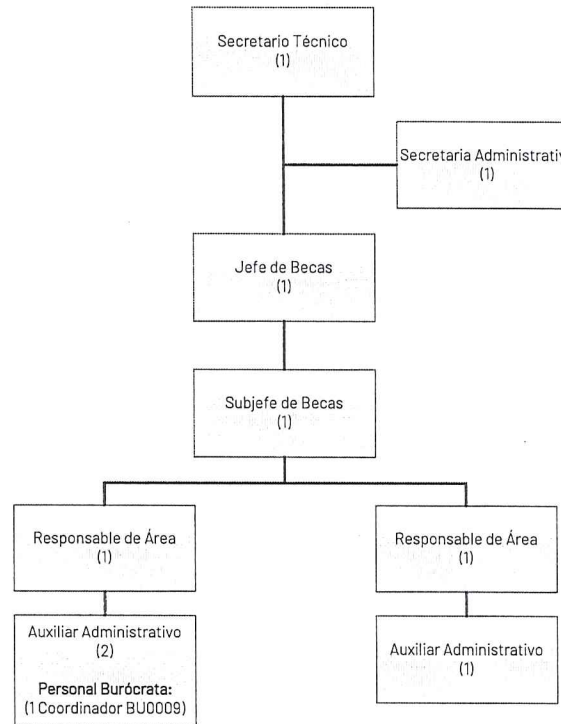 Secretario Técnico
(1)
Secretaria Administrativ
(1)
Jefe de Becas
(1)
Subjefe de Becas
(1)
Responsable de Área
(1)
Responsable de Área
(1)
Auxiliar Administrativo
(2)
Personal Burócrata:
(1 Coordinador BU0009)
Auxiliar Administrativo
(1)